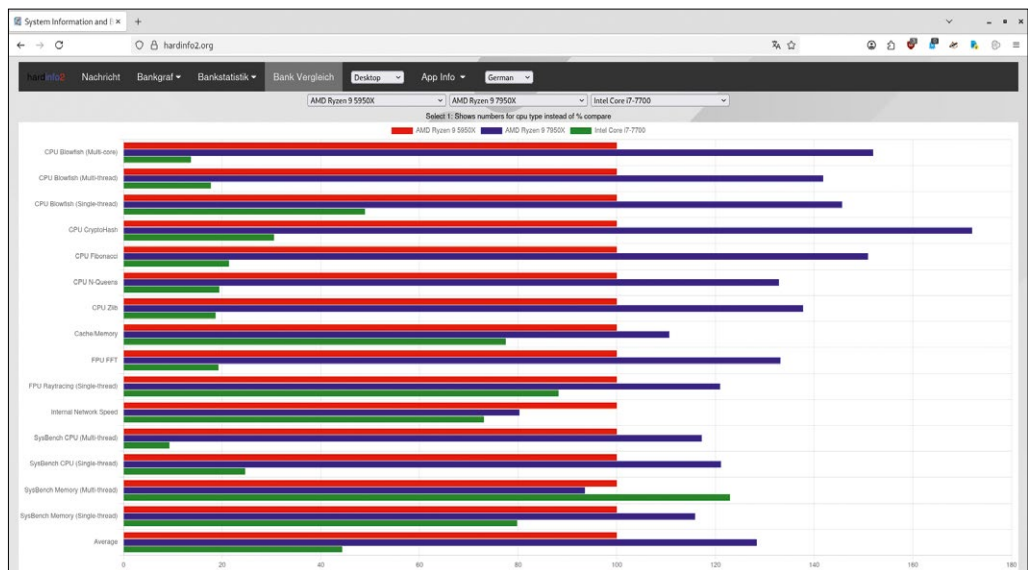 System Information and B
hardinfo2.org
hardinfo2 Nachricht Bankgraf Bankstatistik Bank Vergleich Desktop App Info German
AMD Ryzen 9 5950X AMD Ryzen 9 7950X Intel Core i7-7700
Select 1: Shows numbers for cpu type instead of % compare
AMD Ryzen 9 5950X AMD Ryzen 9 7950X Intel Core i7-7700
CPU Blowfish (Multi-core)
CPU Blowfish (Multi-thread)
CPU Blowfish (Single-thread)
CPU CryptoHash
CPU Fibonacci
CPU N-Queens
CPU Zlib
Cache/Memory
FPU FFT
FPU Raytracing (Single-thread)
Internal Network Speed
SysBench CPU (Multi-thread)
SysBench CPU (Single-thread)
SysBench Memory (Multi-thread)
SysBench Memory (Single-thread)
Average
0 20 40 60 80 100 120 140 160 180